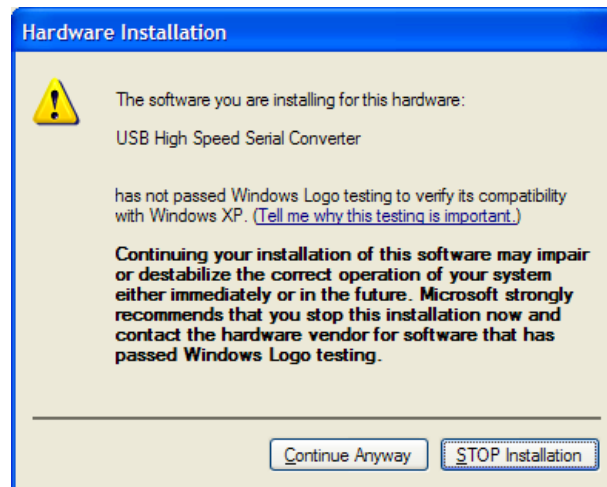 Hardware Installation
The software you are installing for this hardware:
USB High Speed Serial Converter
has not passed Windows Logo testing to verify its compatibility
with Windows XP. (Tell me why this testing is important.)
Continuing your installation of this software may impair
or destabilize the correct operation of your system
either immediately or in the future. Microsoft strongly
recommends that you stop this installation now and
contact the hardware vendor for software that has
passed Windows Logo testing.
Continue Anyway STOP Installation